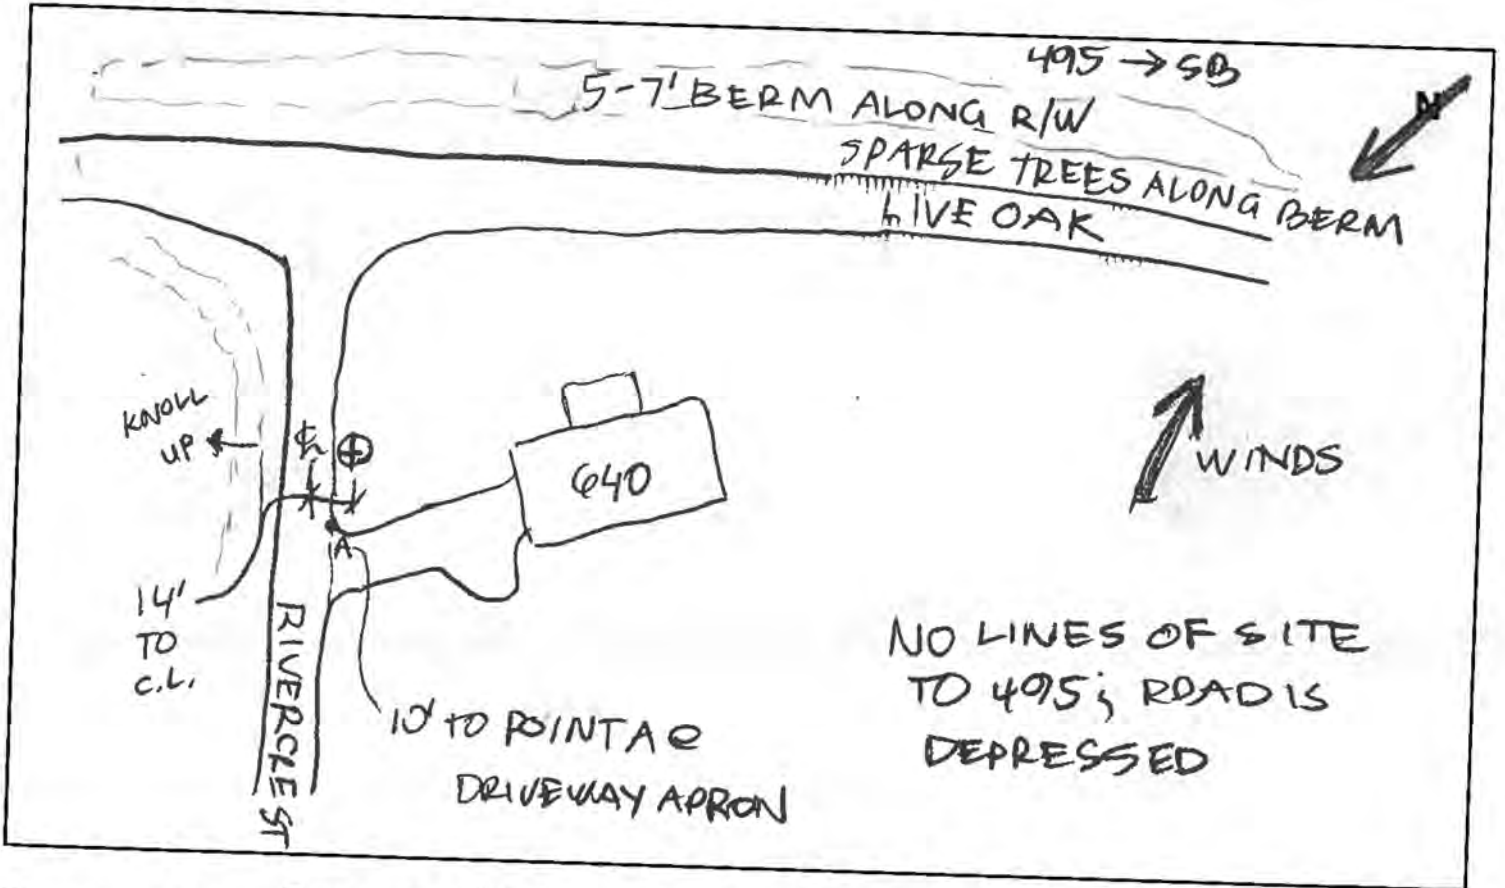 495 → SB
5-7' BERM ALONG R/W
N
SPARSE TREES ALONG BERM
LIVE OAK
KNOLL
UP
640
WINDS
A
14'
TO
C.L.
RIVERCREST
10' TO POINT A @
DRIVEWAY APRON
NO LINES OF SITE
TO 495; ROAD IS
DEPRESSED